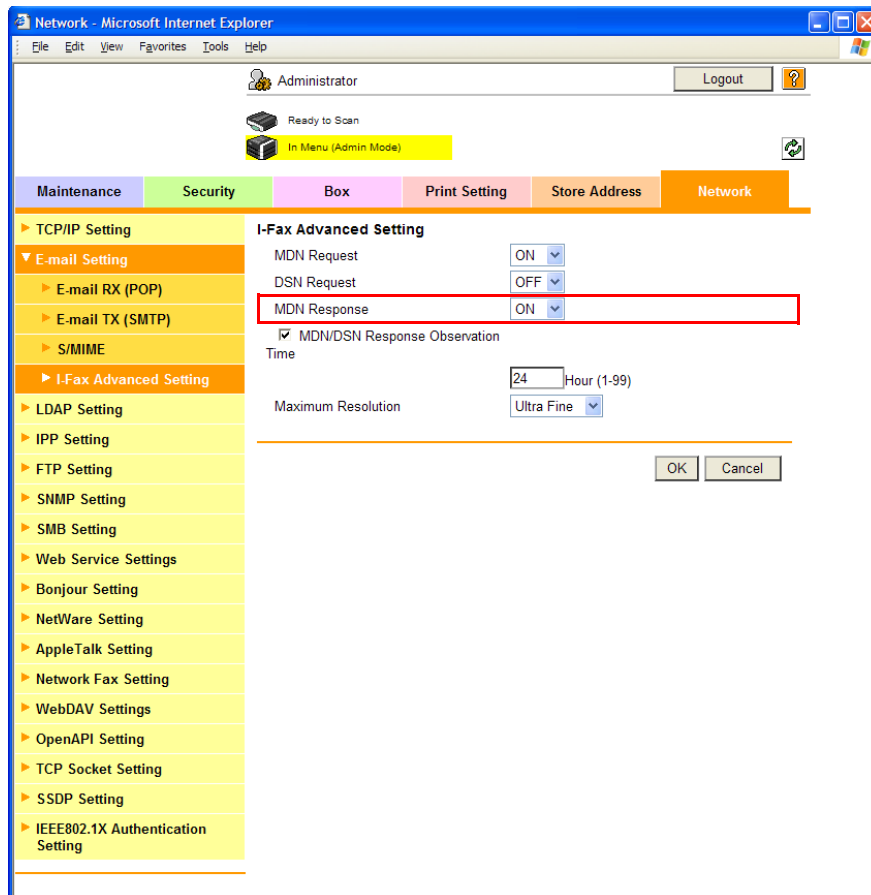 Network - Microsoft Internet Explorer
File Edit View Favorites Tools Help
Administrator
Logout
?
Ready to Scan
In Menu (Admin Mode)
Maintenance Security Box Print Setting Store Address Network
TCP/IP Setting
E-mail Setting
E-mail RX (POP)
E-mail TX (SMTP)
S/MIME
I-Fax Advanced Setting
LDAP Setting
IPP Setting
FTP Setting
SNMP Setting
SMB Setting
Web Service Settings
Bonjour Setting
NetWare Setting
AppleTalk Setting
Network Fax Setting
WebDAV Settings
OpenAPI Setting
TCP Socket Setting
SSDP Setting
IEEE802.1X Authentication
Setting
I-Fax Advanced Setting
MDN Request ON
DSN Request OFF
MDN Response ON
MDN/DSN Response Observation
Time
24 Hour (1-99)
Maximum Resolution Ultra Fine
OK Cancel